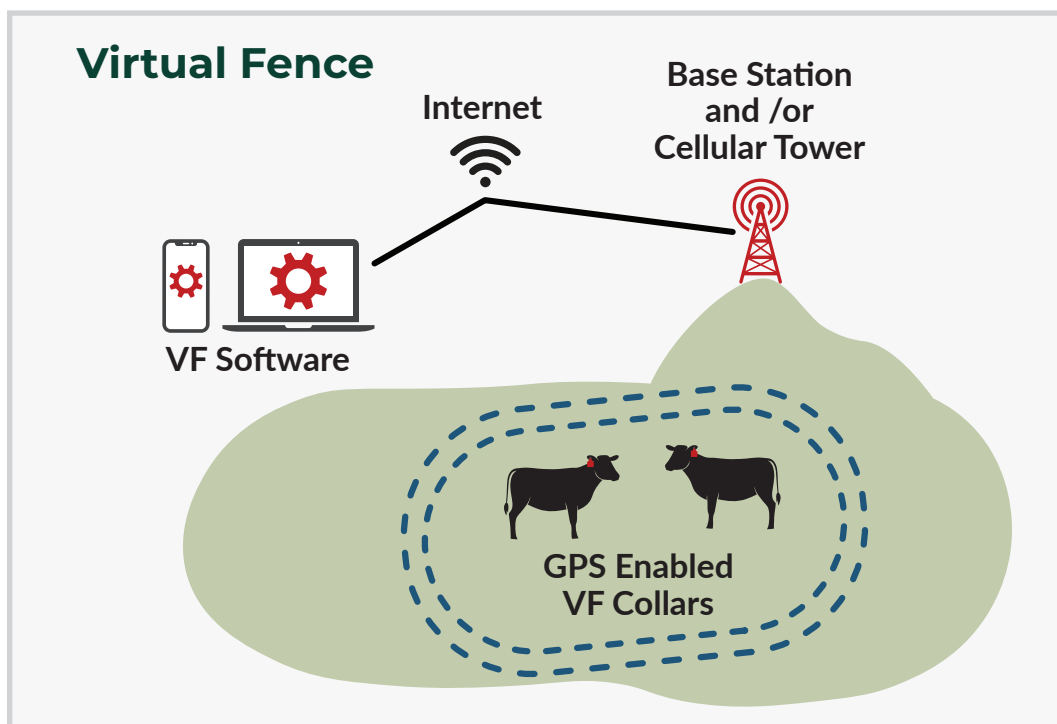 Virtual Fence
Internet
Base Station
and /or
Cellular Tower
VF Software
GPS Enabled
VF Collars